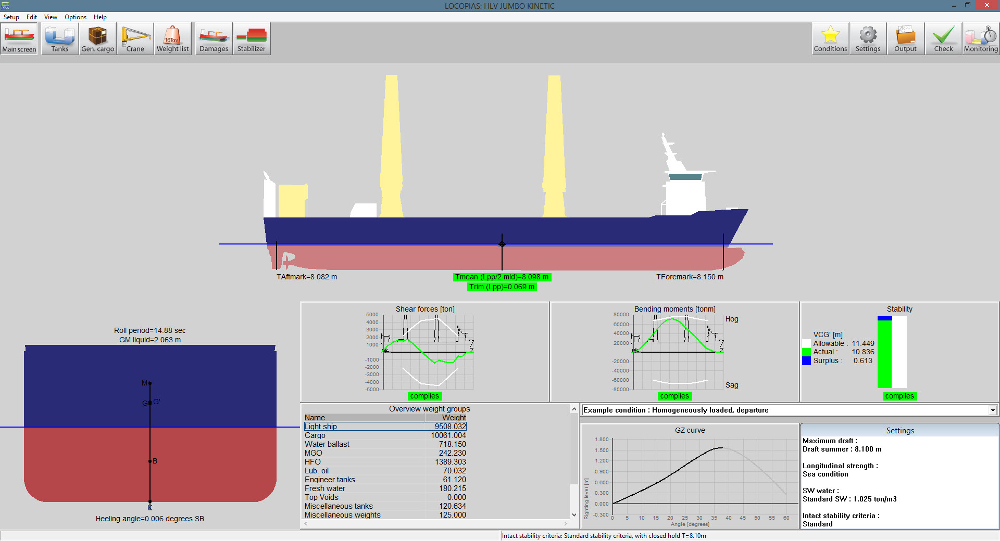 LOCOPIAS: HLV JUMBO KINETIC
Setup Edit View Options Help
Main screen Tanks Gen. cargo Crane 16Tons Weight list Damages Stabilizer Conditions Settings Output Check Monitoring
TAftmark=8.082 m
Tmean (Lpp/2 mld)=8.098 m
TForemark=8.150 m
Trim (Lpp)=0.069 m
Roll period=14.88 sec
GM liquid=2.063 m
M
G G'
B
K
Heeling angle=0.006 degrees SB
Shear forces [ton]
5000
4000
3000
2000
1000
-1000
-2000
-3000
-4000
-5000
complies
Bending moments [tonm]
80000
60000
40000
20000
-20000
-40000
-60000
-80000
Hog
Sag
complies
Stability
VCG' [m]
Allowable : 11.449
Actual : 10.836
Surplus : 0.613
complies
Overview weight groups
Name Weight
Light ship 9508.032
Cargo 10061.004
Water ballast 718.150
MGO 242.230
HFO 1389.303
Lub. oil 70.032
Engineer tanks 61.120
Fresh water 180.215
Top Voids 0.000
Miscellaneous tanks 120.634
Miscellaneous weights 125.000
Example condition : Homogeneously loaded, departure
GZ curve
Righting lever [m]
1.800
1.500
1.200
0.900
0.600
0.300
0.000
-0.300
0 5 10 15 20 25 30 35 40 45 50 55 60
Angle [degrees]
Settings
Maximum draft :
Draft summer : 8.100 m
Longitudinal strength :
Sea condition
SW water :
Standard SW : 1.025 ton/m3
Intact stability criteria :
Standard
Intact stability criteria: Standard stability criteria, with closed hold T=8.10m